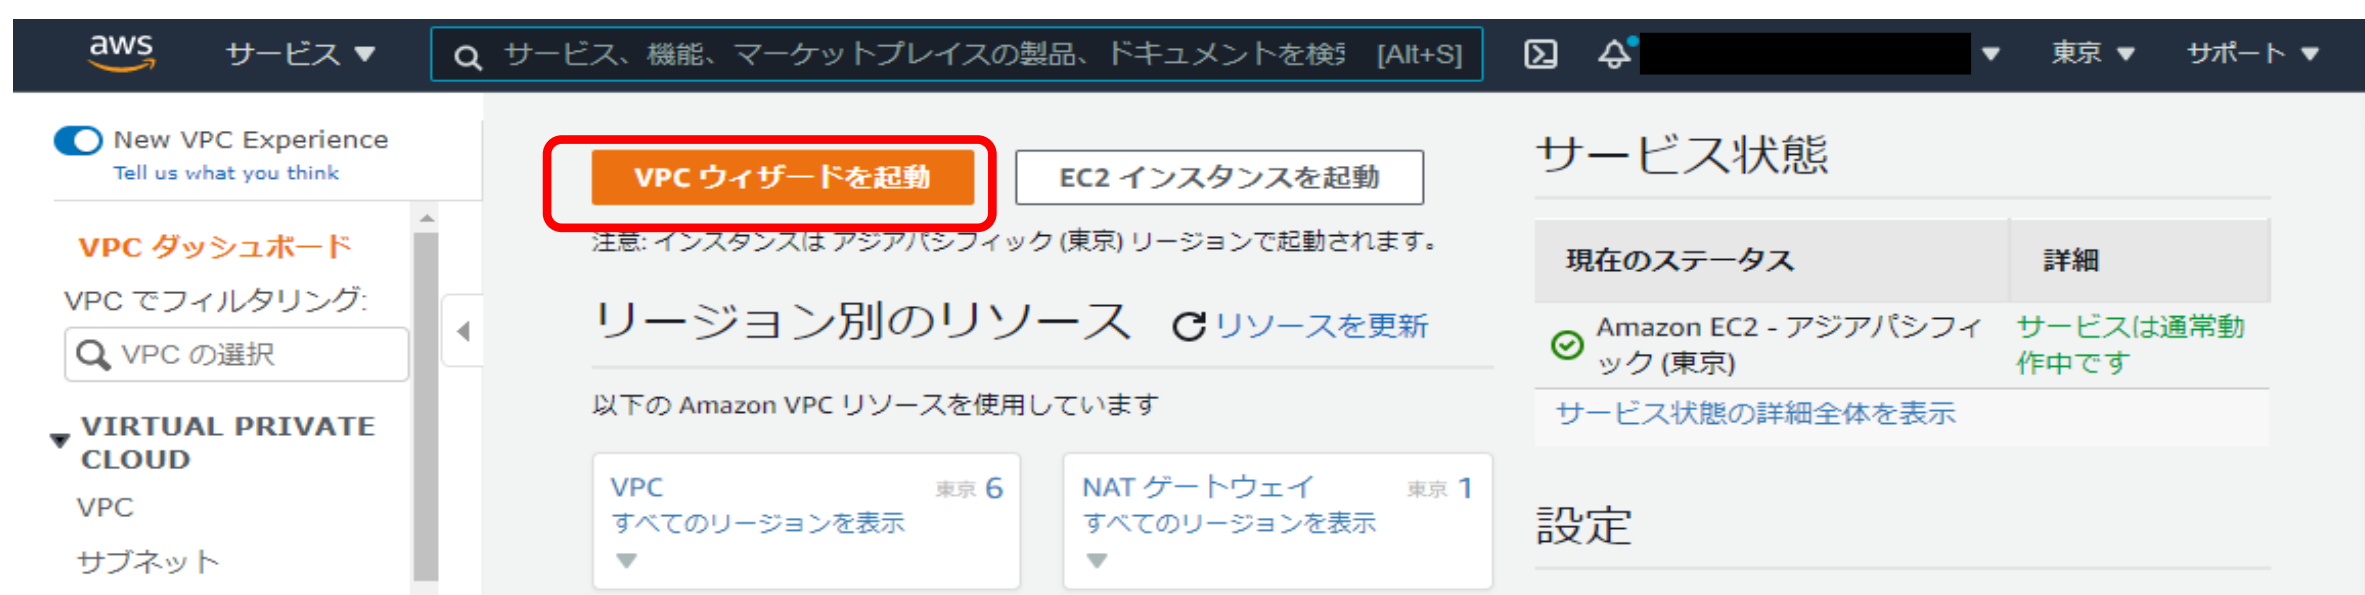 aws サービス ▼ サービス、機能、マーケットプレイスの製品、ドキュメントを検 [Alt+S] ▼ 東京 ▼ サポート ▼
New VPC Experience
Tell us what you think
VPC ダッシュボード
VPC でフィルタリング:
VPC の選択
VIRTUAL PRIVATE
CLOUD
VPC
サブネット
VPC ウィザードを起動 EC2 インスタンスを起動
注意: インスタンスは アジアパシフィック (東京) リージョンで起動されます。
リージョン別のリソース リソースを更新
以下の Amazon VPC リソースを使用しています
VPC 東京 6
すべてのリージョンを表示
NAT ゲートウェイ 東京 1
すべてのリージョンを表示
サービス状態
現在のステータス 詳細
Amazon EC2 - アジアパシフィ
ック (東京)
サービスは通常動
作中です
サービス状態の詳細全体を表示
設定